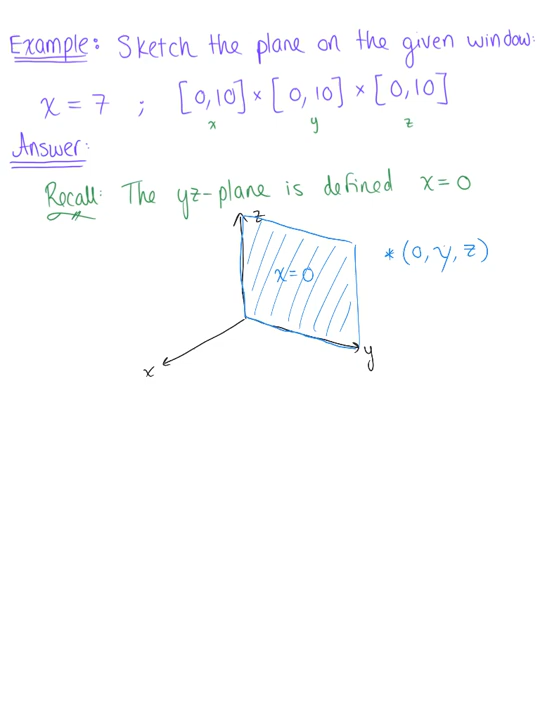 Example: Sketch the plane on the given window:
x = 7 ; [0,10] × [0,10] × [0,10]
x y z
Answer:
Recall: The yz-plane is defined x=0
z
* (0, y, z)
x=0
y
x